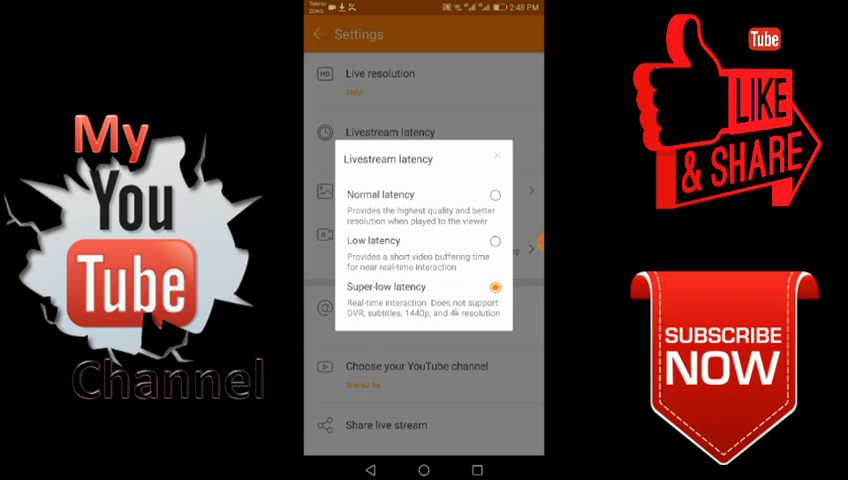 My
You
Tube
Channel
2:48 PM
Settings
HD
Live resolution
360p
Livestream latency
Livestream latency
Normal latency
Provides the highest quality and better
resolution when played to the viewer
Low latency
Provides a short video buffering time
for near real-time interaction
Super-low latency
Real-time interaction. Does not support:
DVR, subtitles, 1440p, and 4k resolution
Choose your YouTube channel
Share live stream
Tube
LIKE
& SHARE
SUBSCRIBE
NOW